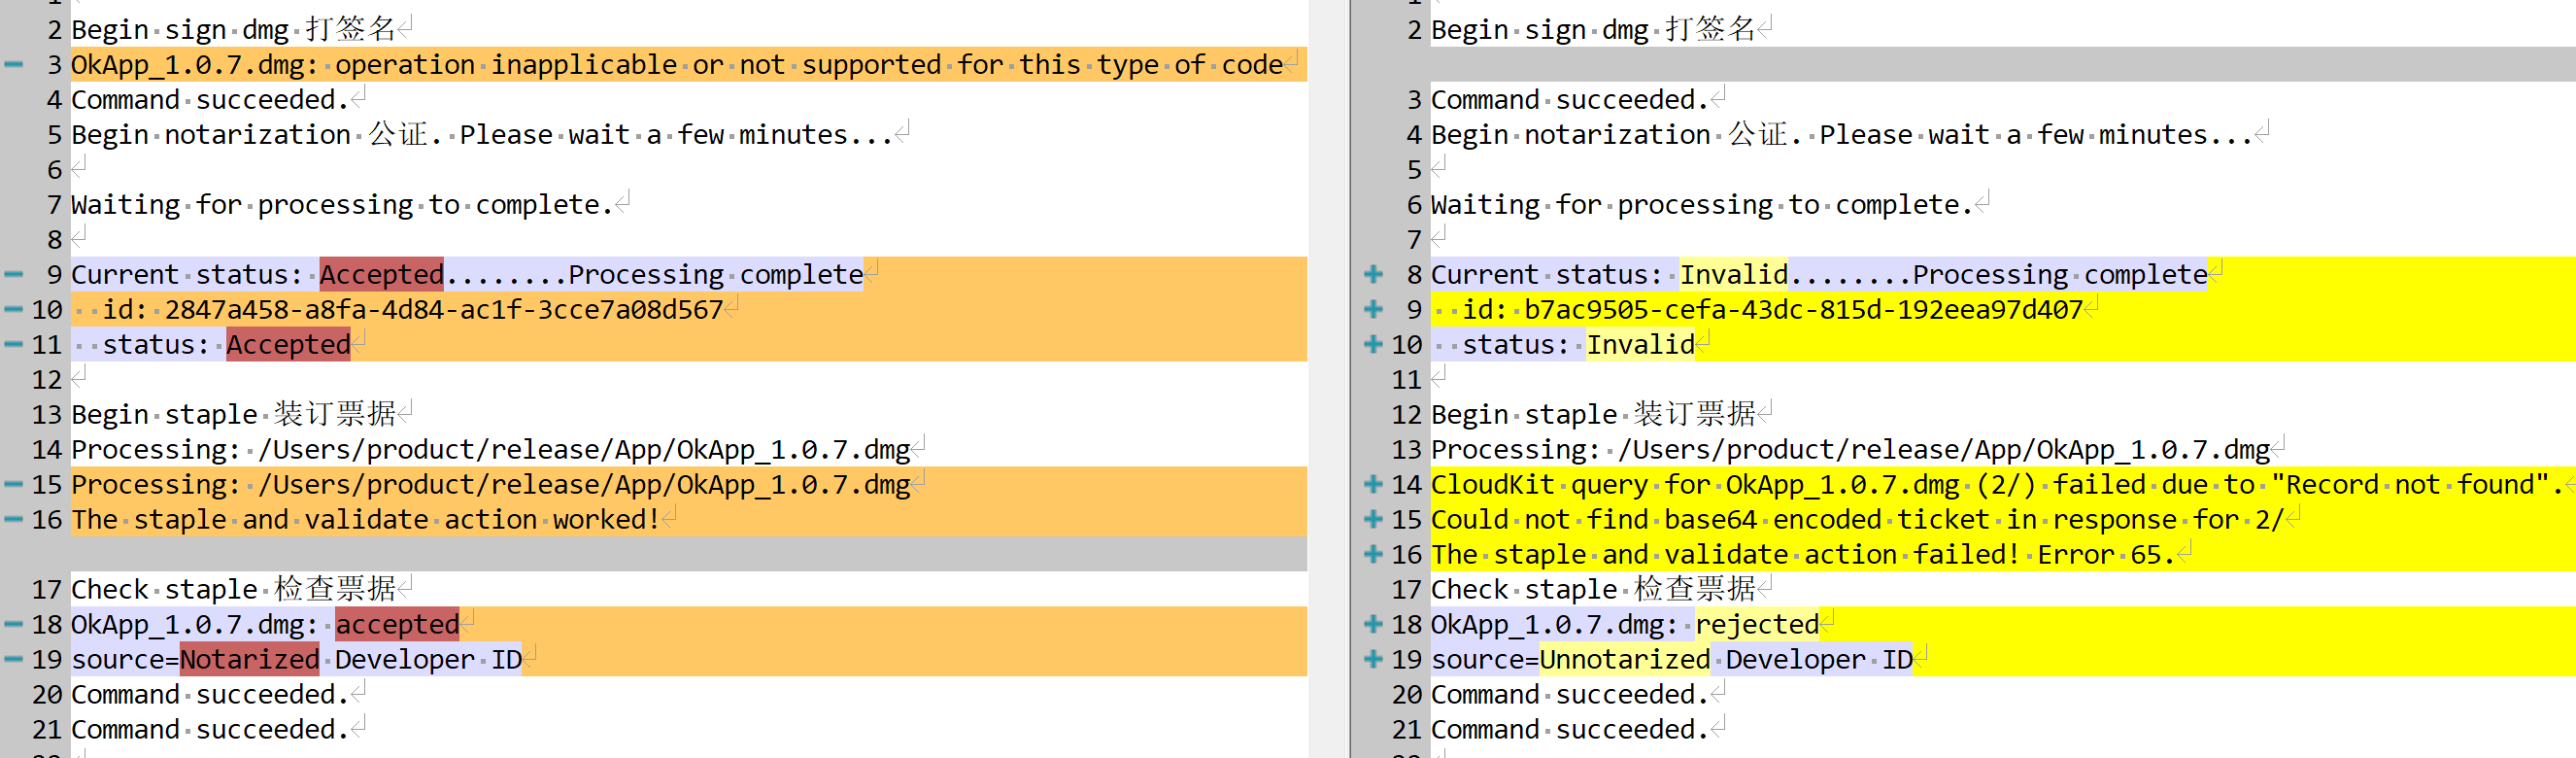 2 Begin sign dmg 打签名
3 OkApp_1.0.7.dmg: operation inapplicable or not supported for this type of code
4 Command succeeded.
5 Begin notarization 公证. Please wait a few minutes...
6
7 Waiting for processing to complete.
8
9 Current status: Accepted........Processing complete
10 id: 2847a458-a8fa-4d84-ac1f-3cce7a08d567
11 status: Accepted
12
13 Begin staple 装订票据
14 Processing: /Users/product/release/App/OkApp_1.0.7.dmg
15 Processing: /Users/product/release/App/OkApp_1.0.7.dmg
16 The staple and validate action worked!
17 Check staple 检查票据
18 OkApp_1.0.7.dmg: accepted
19 source=Notarized Developer ID
20 Command succeeded.
21 Command succeeded.
2 Begin sign dmg 打签名
3 Command succeeded.
4 Begin notarization 公证. Please wait a few minutes...
5
6 Waiting for processing to complete.
7
8 Current status: Invalid........Processing complete
9 id: b7ac9505-cefa-43dc-815d-192eea97d407
10 status: Invalid
11
12 Begin staple 装订票据
13 Processing: /Users/product/release/App/OkApp_1.0.7.dmg
14 CloudKit query for OkApp_1.0.7.dmg (2/) failed due to "Record not found".
15 Could not find base64 encoded ticket in response for 2/
16 The staple and validate action failed! Error 65.
17 Check staple 检查票据
18 OkApp_1.0.7.dmg: rejected
19 source=Unnotarized Developer ID
20 Command succeeded.
21 Command succeeded.